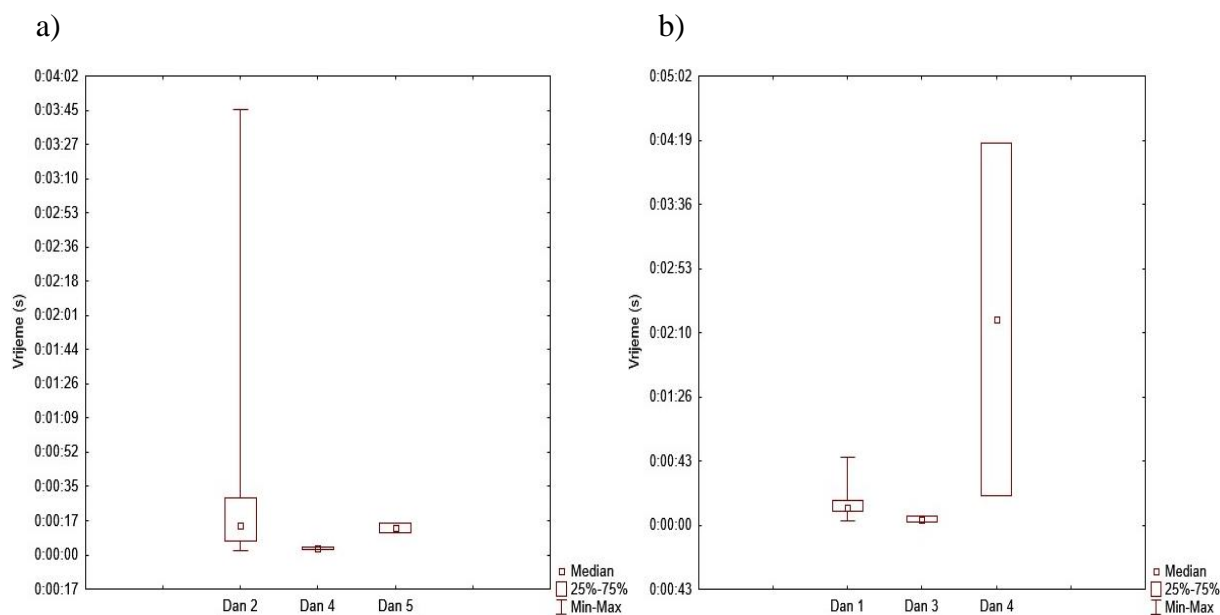 a)
0:04:02
0:03:45
0:03:27
0:03:10
0:02:53
0:02:36
0:02:18
0:02:01
0:01:44
0:01:26
0:01:09
0:00:52
0:00:35
0:00:17
0:00:00
0:00:17
Vrijeme (s)
Dan 2 Dan 4 Dan 5
Median
25%-75%
Min-Max
b)
0:05:02
0:04:19
0:03:36
0:02:53
0:02:10
0:01:26
0:00:43
0:00:00
0:00:43
Vrijeme (s)
Dan 1 Dan 3 Dan 4
Median
25%-75%
Min-Max